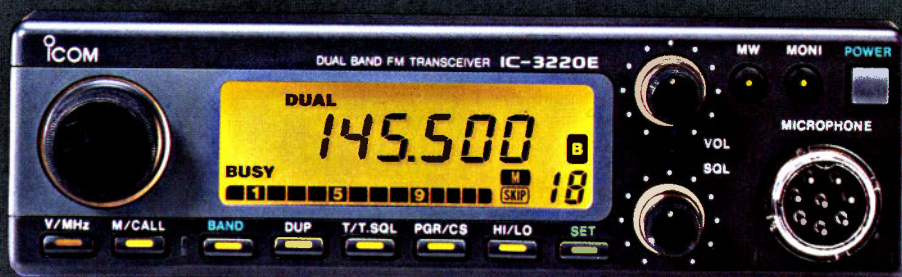 ICOM
DUAL BAND FM TRANSCEIVER IC-3220E
MW MONI POWER
DUAL
145.500
B
BUSY
1 5 9
M
SKIP
18
VOL
SQL
MICROPHONE
V/MHz M/CALL BAND DUP T/T.SQL PGR/CS HI/LO SET